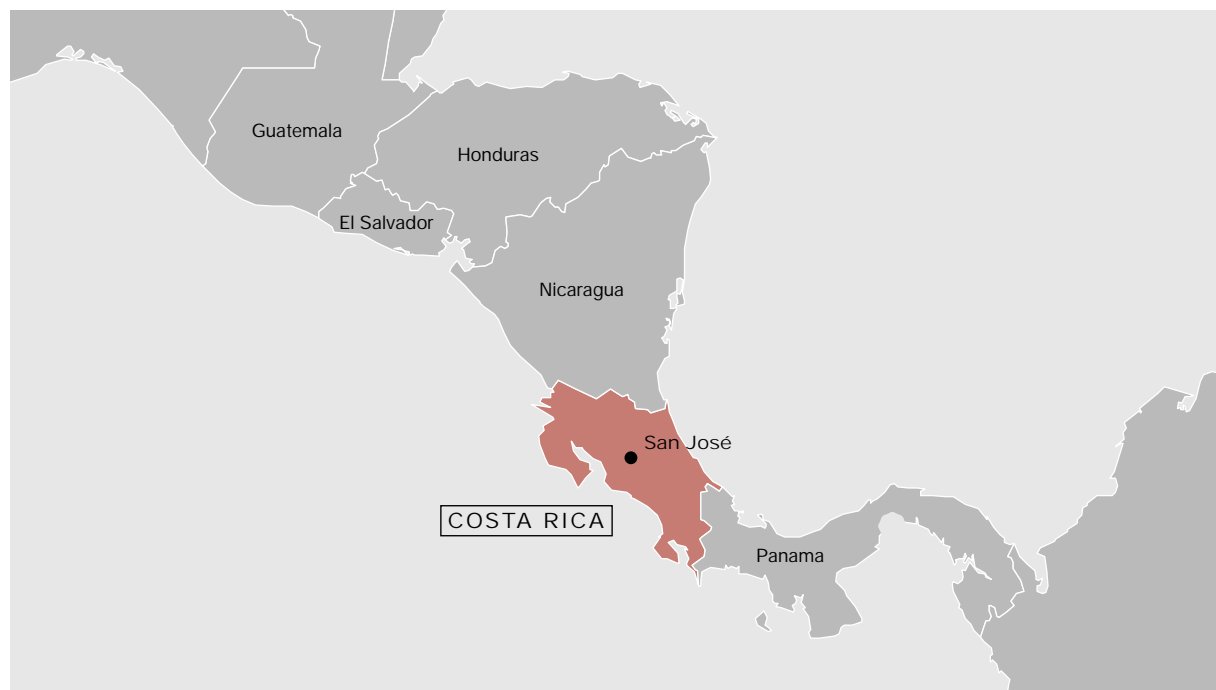 Guatemala
Honduras
El Salvador
Nicaragua
San José
COSTA RICA
Panama